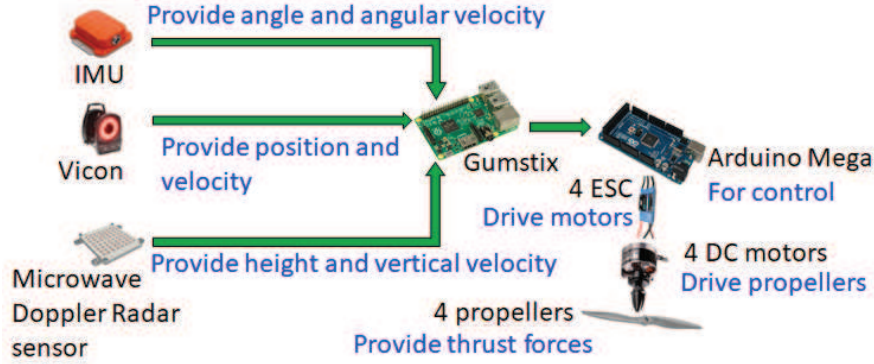 Provide angle and angular velocity
IMU
Vicon
Provide position and
velocity
Gumstix
Arduino Mega
For control
4 ESC
Drive motors
Microwave
Doppler Radar
sensor
Provide height and vertical velocity
4 DC motors
Drive propellers
4 propellers
Provide thrust forces